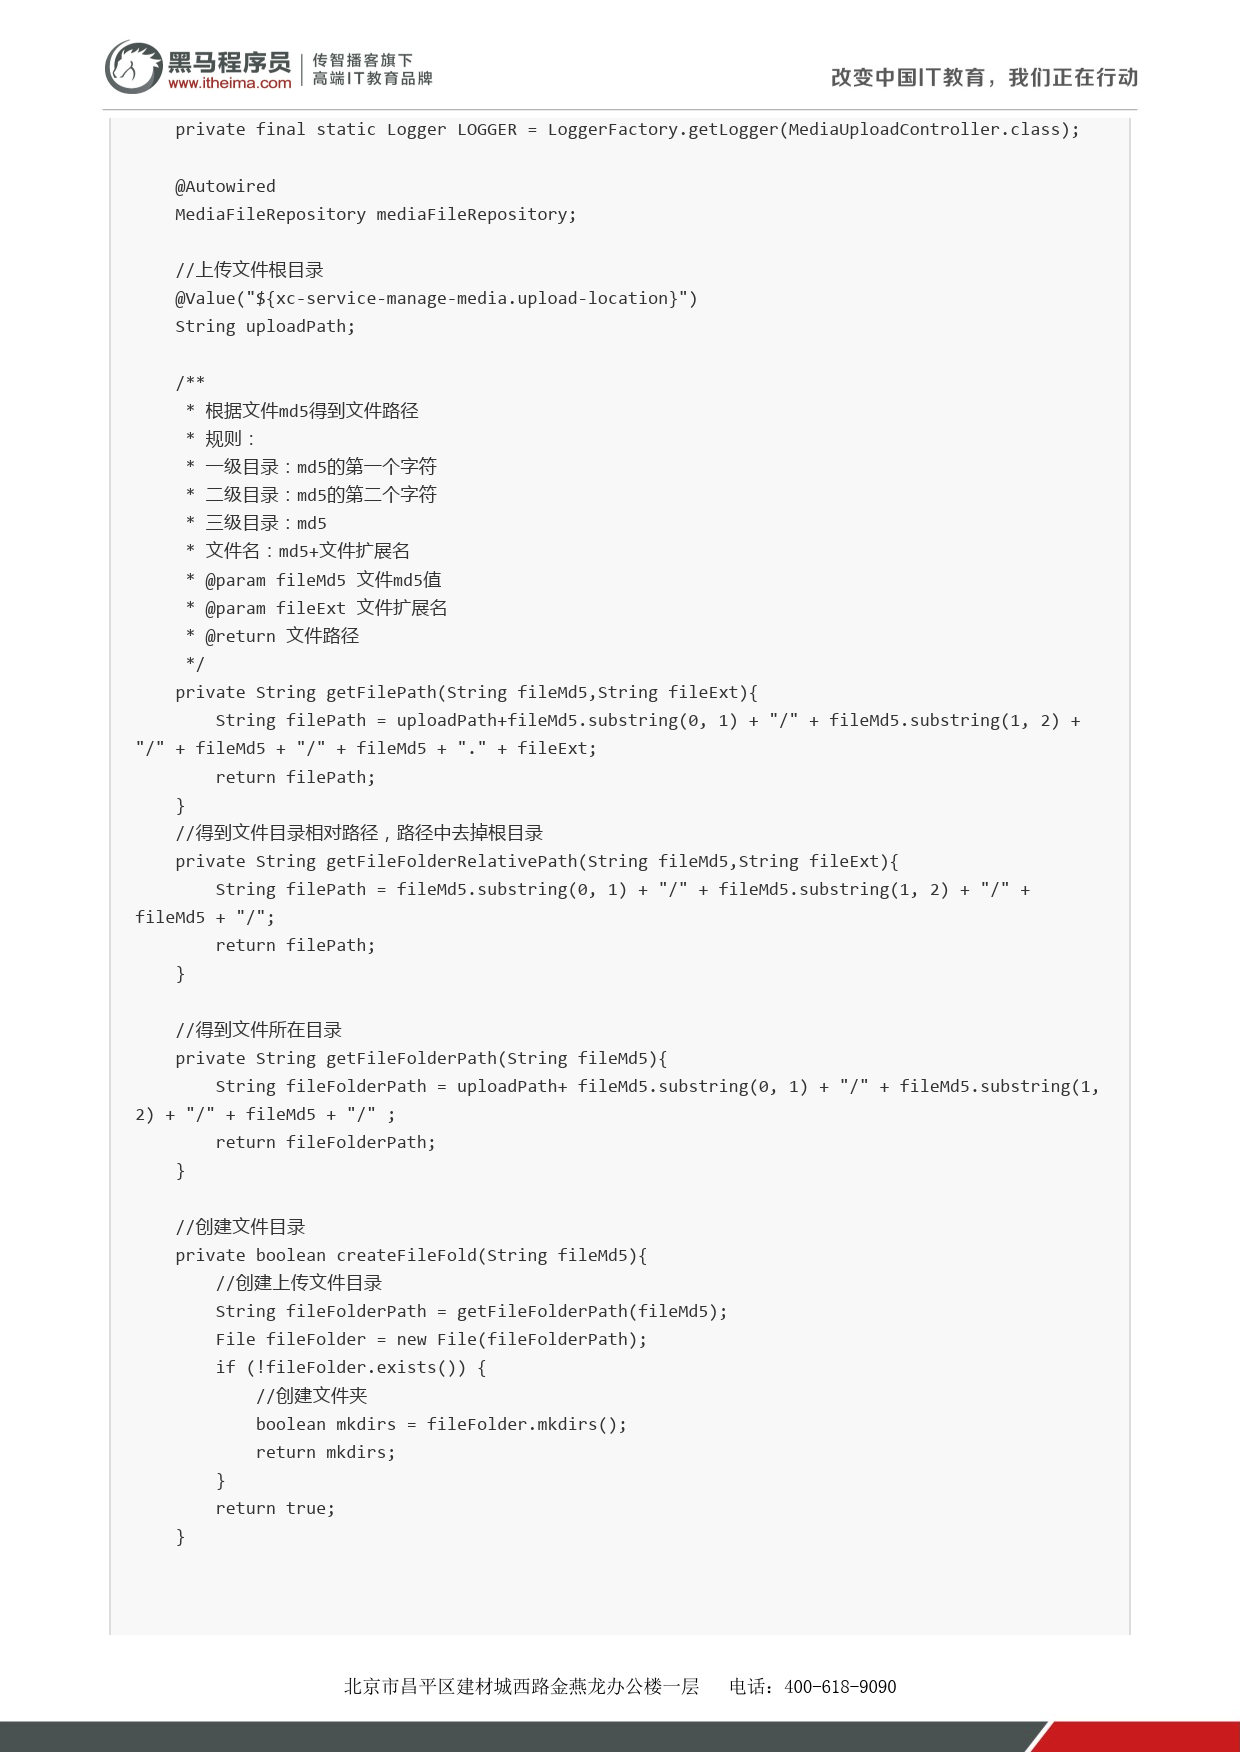 黑马程序员
www.itheima.com
传智播客旗下
高端IT教育品牌
改变中国IT教育，我们正在行动
private final static Logger LOGGER = LoggerFactory.getLogger(MediaUploadController.class);
@Autowired
MediaFileRepository mediaFileRepository;
//上传文件根目录
@Value("${xc-service-manage-media.upload-location}")
String uploadPath;
/**
* 根据文件md5得到文件路径
* 规则：
* 一级目录：md5的第一个字符
* 二级目录：md5的第二个字符
* 三级目录：md5
* 文件名：md5+文件扩展名
* @param fileMd5 文件md5值
* @param fileExt 文件扩展名
* @return 文件路径
*/
private String getFilePath(String fileMd5,String fileExt){
String filePath = uploadPath+fileMd5.substring(0, 1) + "/" + fileMd5.substring(1, 2) +
"/" + fileMd5 + "/" + fileMd5 + "." + fileExt;
return filePath;
}
//得到文件目录相对路径，路径中去掉根目录
private String getFileFolderRelativePath(String fileMd5,String fileExt){
String filePath = fileMd5.substring(0, 1) + "/" + fileMd5.substring(1, 2) + "/" +
fileMd5 + "/";
return filePath;
}
//得到文件所在目录
private String getFileFolderPath(String fileMd5){
String fileFolderPath = uploadPath+ fileMd5.substring(0, 1) + "/" + fileMd5.substring(1,
2) + "/" + fileMd5 + "/" ;
return fileFolderPath;
}
//创建文件目录
private boolean createFileFold(String fileMd5){
//创建上传文件目录
String fileFolderPath = getFileFolderPath(fileMd5);
File fileFolder = new File(fileFolderPath);
if (!fileFolder.exists()) {
//创建文件夹
boolean mkdirs = fileFolder.mkdirs();
return mkdirs;
}
return true;
}
北京市昌平区建材城西路金燕龙办公楼一层 电话：400-618-9090